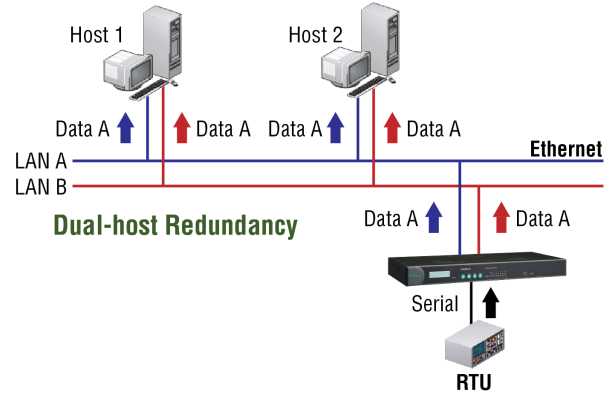 Host 1
Host 2
Data A
Data A
Data A
Data A
Ethernet
LAN A
LAN B
Dual-host Redundancy
Data A
Data A
Serial
RTU